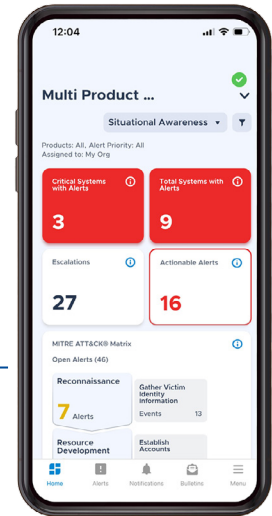 12:04
Multi Product ...
Situational Awareness
Products: All, Alert Priority: All
Assigned to: My Org
Critical Systems
with Alerts
3
Total Systems with
Alerts
9
Escalations
27
Actionable Alerts
16
MITRE ATT&CK® Matrix
Open Alerts (46)
Reconnaissance
7 Alerts
Gather Victim
Identity
Information
Events 13
Resource
Development
Establish
Accounts
Home
Alerts
Notifications
Bulletins
Menu